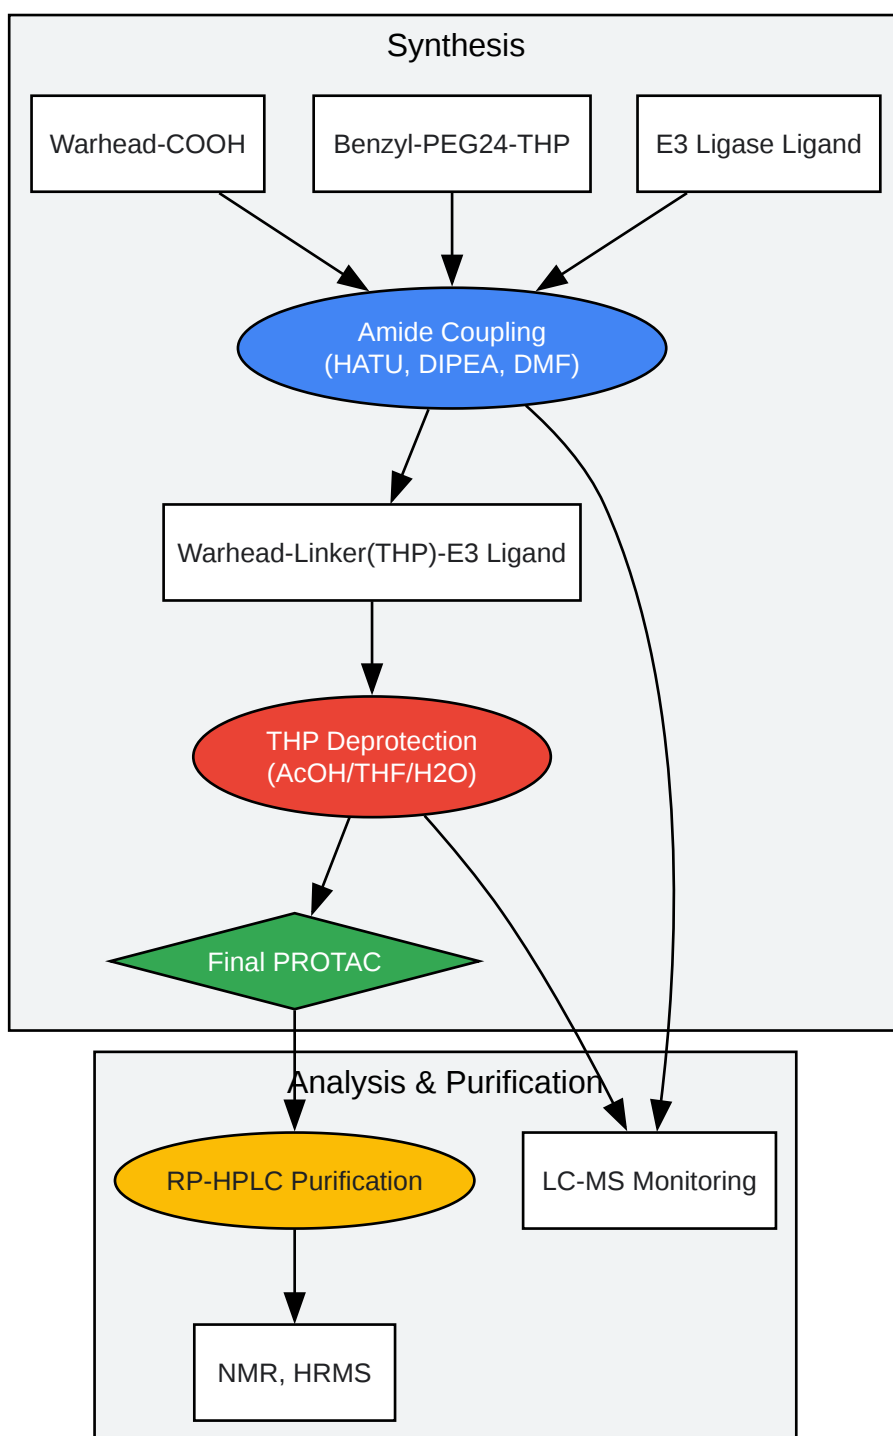 Synthesis
Warhead-COOH
Benzyl-PEG24-THP
E3 Ligase Ligand
Amide Coupling
(HATU, DIPEA, DMF)
Warhead-Linker(THP)-E3 Ligand
THP Deprotection
(AcOH/THF/H2O)
Final PROTAC
Analysis & Purification
RP-HPLC Purification
LC-MS Monitoring
NMR, HRMS